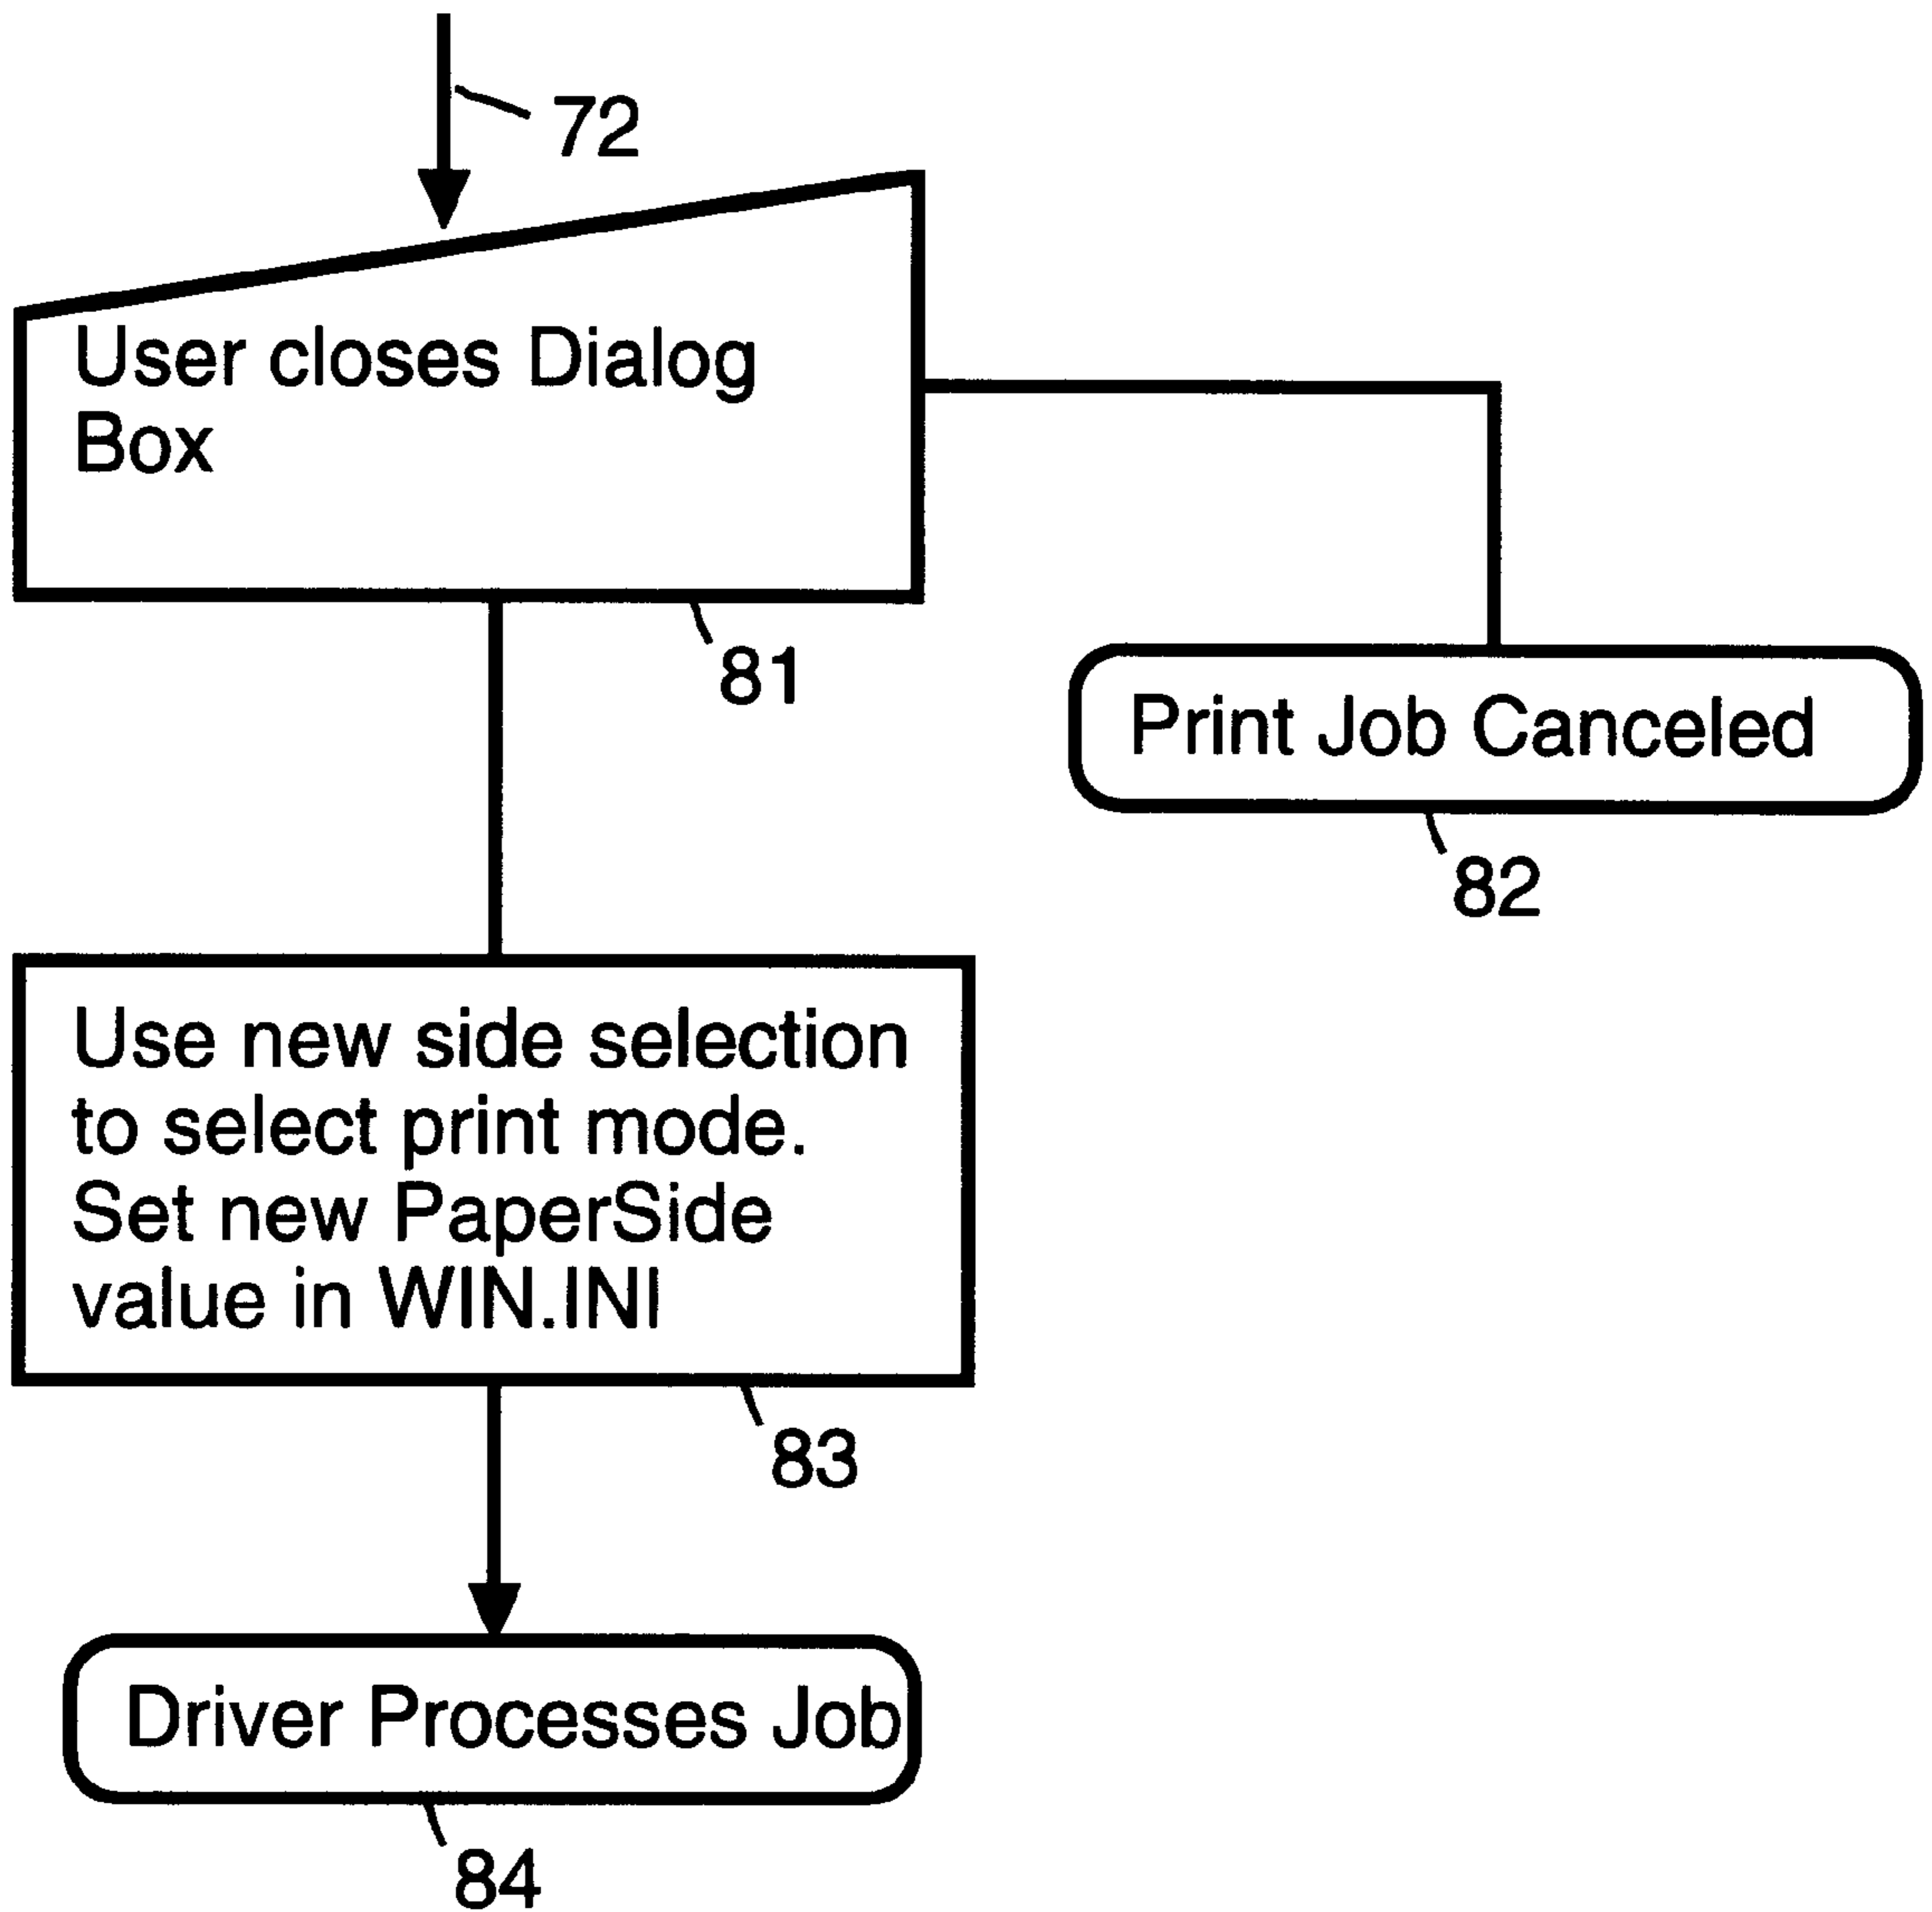 72
User closes Dialog
Box
81
Print Job Canceled
82
Use new side selection
to select print mode.
Set new PaperSide
value in WIN.INI
83
Driver Processes Job
84